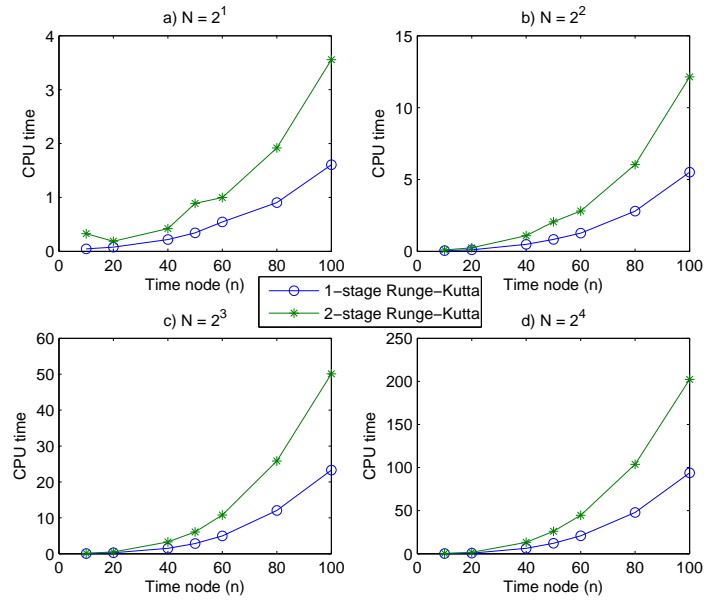 a) N = 2^1
CPU time
4
3
2
1
0
0 20 40 60 80 100
Time node (n)
b) N = 2^2
CPU time
15
10
5
0
0 20 40 60 80 100
Time node (n)
1-stage Runge-Kutta
2-stage Runge-Kutta
c) N = 2^3
CPU time
60
50
40
30
20
10
0
0 20 40 60 80 100
Time node (n)
d) N = 2^4
CPU time
250
200
150
100
50
0
0 20 40 60 80 100
Time node (n)